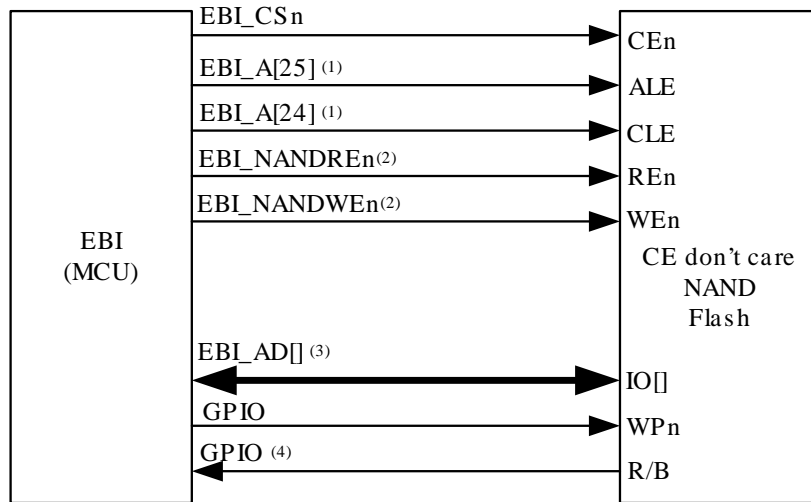 EBI_CSn
CEn
EBI_A[25] (1)
ALE
EBI_A[24] (1)
CLE
EBI_NANDREn(2)
REn
EBI_NANDWEn(2)
WEn
EBI
(MCU)
CE don't care
NAND
Flash
EBI_AD[] (3)
IO[]
GPIO
WPn
GPIO (4)
R/B